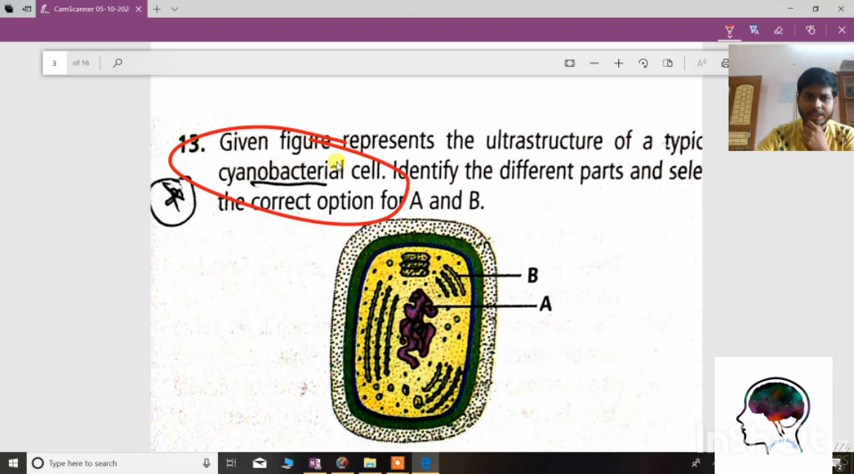 CamScanner 05-10-202
3 of 16
13. Given figure represents the ultrastructure of a typic
cyanobacterial cell. Identify the different parts and sele
the correct option for A and B.
B
A
Type here to search